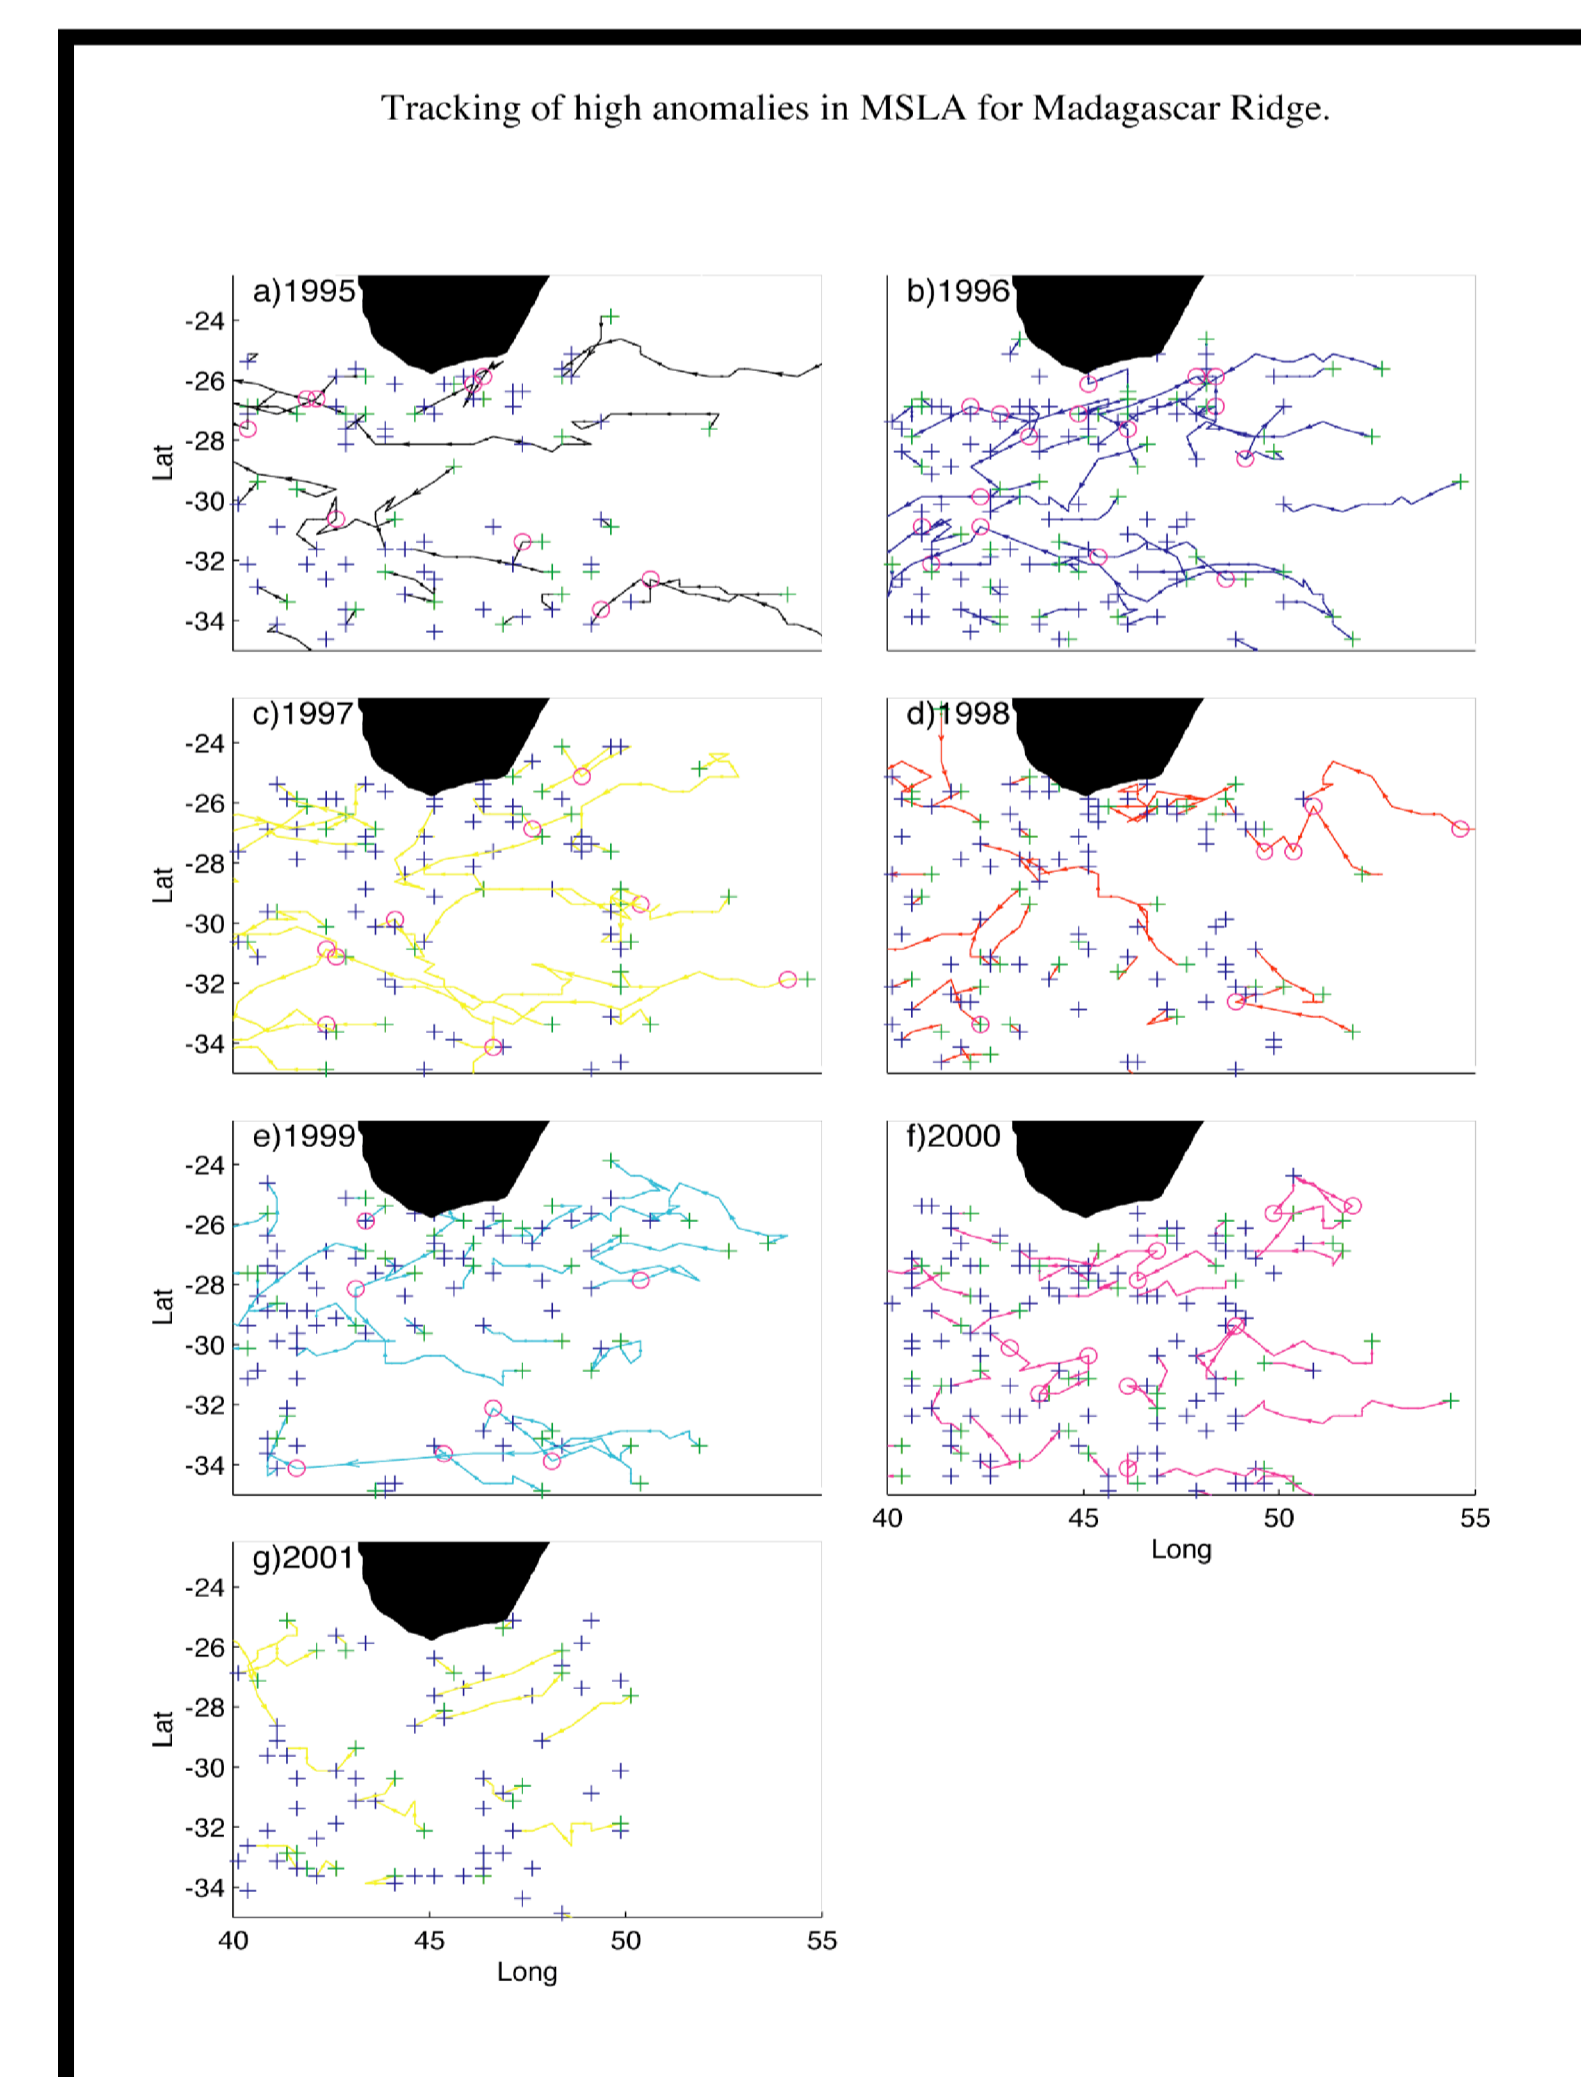 Tracking of high anomalies in MSLA for Madagascar Ridge.
a)1995
-24
-26
-28
-30
-32
-34
Lat
b)1996
c)1997
-24
-26
-28
-30
-32
-34
Lat
d)1998
e)1999
-24
-26
-28
-30
-32
-34
Lat
f)2000
40 45 50 55
Long
g)2001
-24
-26
-28
-30
-32
-34
Lat
40 45 50 55
Long